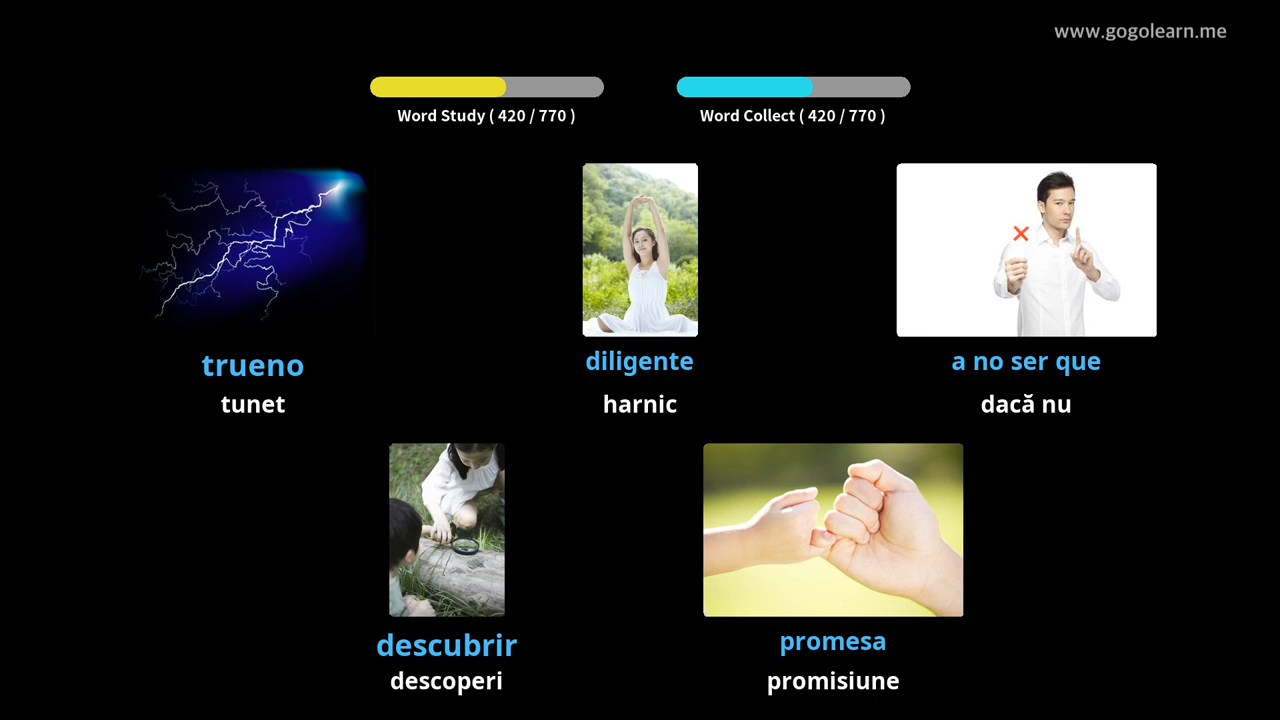 www.gogolearn.me
Word Study ( 420 / 770 )
Word Collect ( 420 / 770 )
trueno
tunet
diligente
harnic
a no ser que
dacă nu
descubrir
descoperi
promesa
promisiune